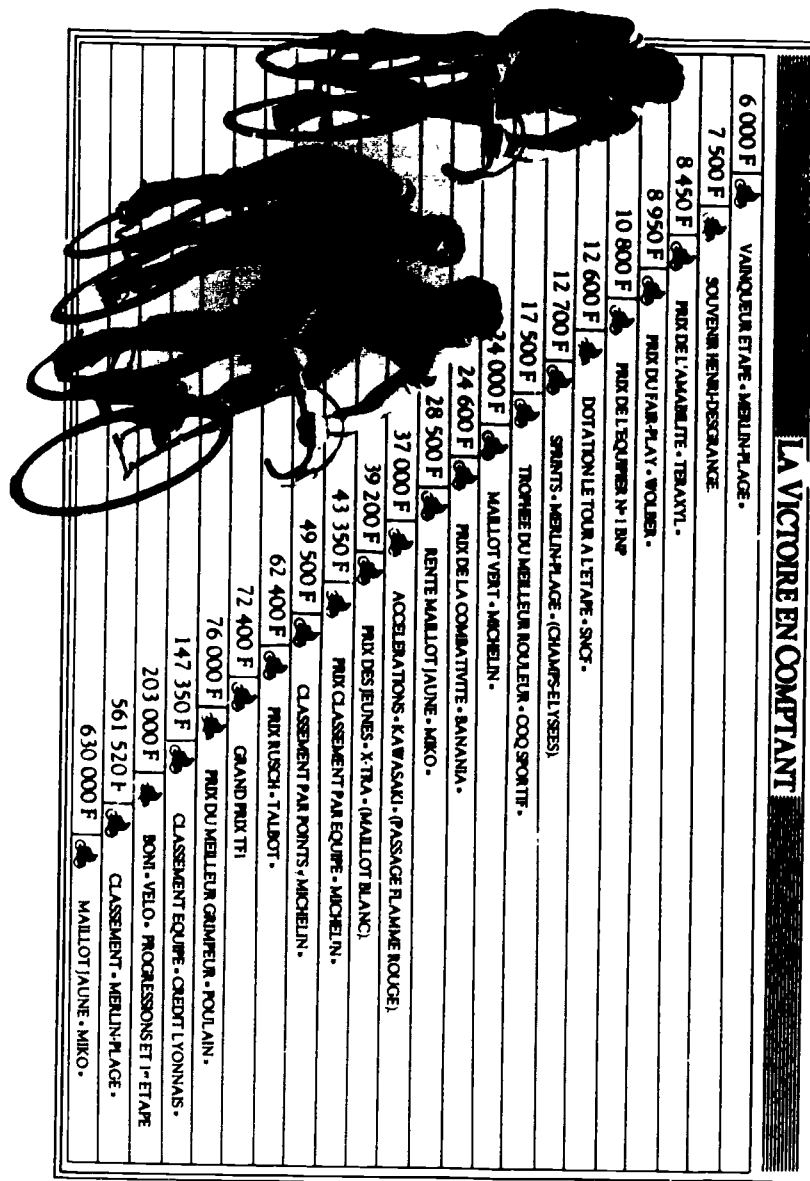 LA VICTOIRE EN COMPTANT
6 000 F VAINQUEUR ETAPE « MERLIN-PLAGE »
7 500 F SOUVENIR HENRI-DESGRANGE
8 450 F PRIX DE L'AMABILITE « TERAXYL »
8 950 F PRIX DU FAIR-PLAY « WOLBER »
10 800 F PRIX DE L'EQUIPIER N° 1 BNP
12 600 F DOTATION LE TOUR A L'ETAPE « SNCF »
12 700 F SPRINTS « MERLIN-PLAGE » (CHAMPS-ELYSEES).
17 500 F TROPHEE DU MEILLEUR ROULEUR « COQ SPORTIF »
24 000 F MAILLOT VERT « MICHELIN »
24 600 F PRIX DE LA COMBATIVITE « BANANIA »
28 500 F RENTE MAILLOT JAUNE « MIKO »
37 000 F ACCELERATIONS « KAWASAKI » (PASSAGE FLAMME ROUGE).
39 200 F PRIX DES JEUNES « X-TRA » (MAILLOT BLANC).
43 350 F PRIX CLASSEMENT PAR EQUIPE « MICHELIN »
49 500 F CLASSEMENT PAR POINTS « MICHELIN »
62 400 F PRIX RUSCH « TALBOT »
72 400 F GRAND PRIX TF1
76 000 F PRIX DU MEILLEUR GRIMPEUR « POULAIN »
147 350 F CLASSEMENT EQUIPE « CREDIT LYONNAIS »
203 000 F BONI « VELO » PROGRESSIONS ET 1re ETAPE
561 520 F CLASSEMENT « MERLIN-PLAGE »
630 000 F MAILLOT JAUNE « MIKO »